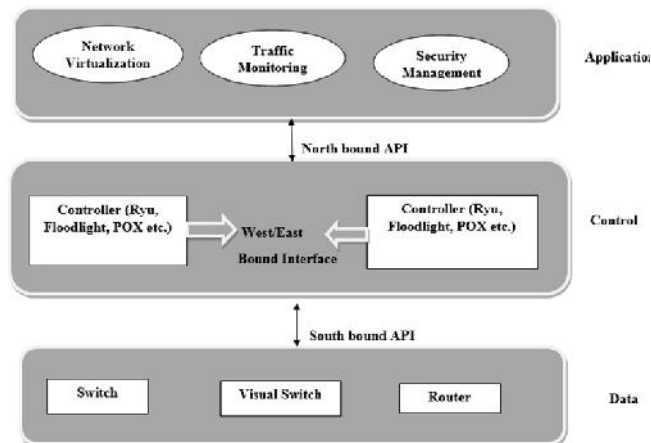 Network
Virtualization
Traffic
Monitoring
Security
Management
Application
North bound API
Controller (Ryu,
Floodlight, POX etc.)
West/East
Bound Interface
Controller (Ryu,
Floodlight, POX etc.)
Control
South bound API
Switch
Visual Switch
Router
Data